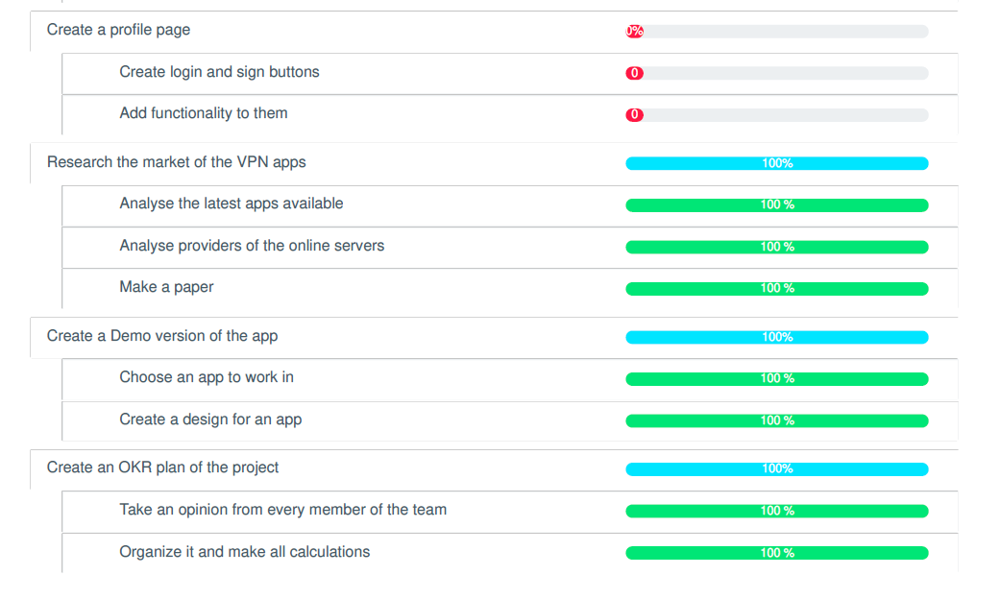 Create a profile page 0%
Create login and sign buttons 0
Add functionality to them 0
Research the market of the VPN apps 100%
Analyse the latest apps available 100 %
Analyse providers of the online servers 100 %
Make a paper 100 %
Create a Demo version of the app 100%
Choose an app to work in 100 %
Create a design for an app 100 %
Create an OKR plan of the project 100%
Take an opinion from every member of the team 100 %
Organize it and make all calculations 100 %